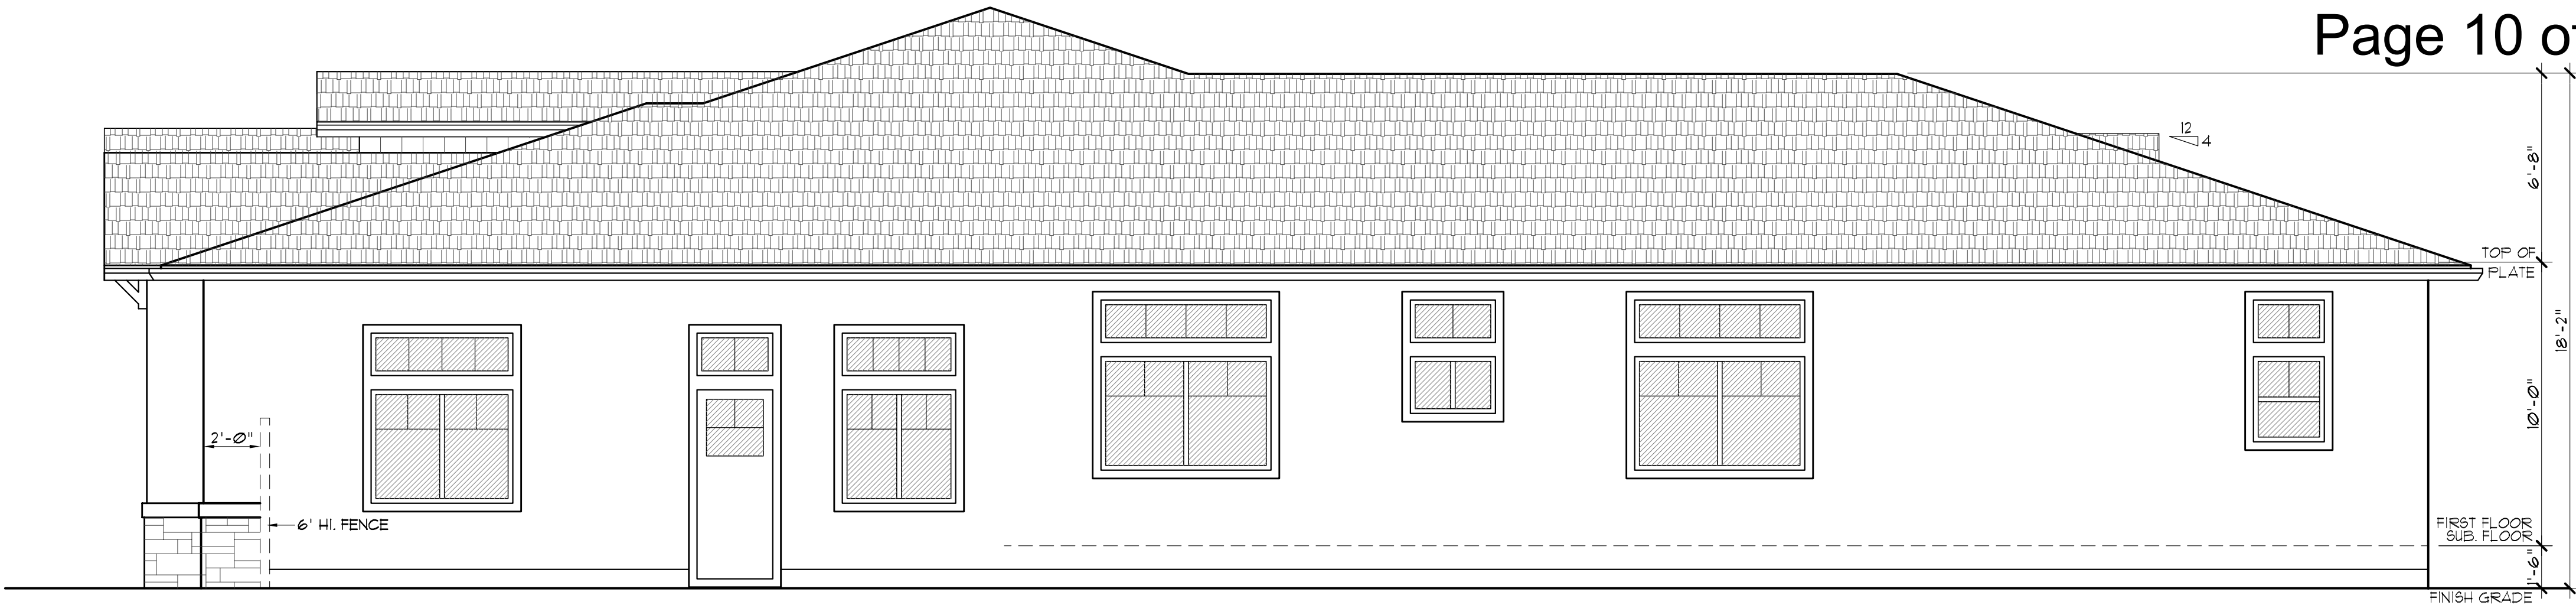 Page 10 of
12
4
6'-8"
TOP OF
PLATE
18'-2"
10'-0"
2'-0"
6' HI. FENCE
FIRST FLOOR
SUB. FLOOR
1'-6"
FINISH GRADE